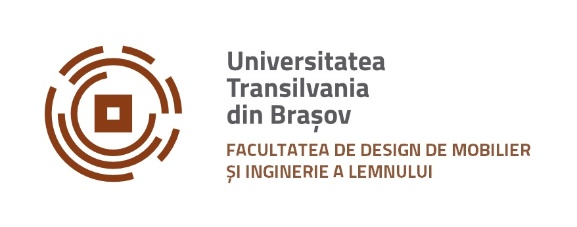 Universitatea
Transilvania
din Brașov
FACULTATEA DE DESIGN DE MOBILIER
ȘI INGINERIE A LEMNULUI